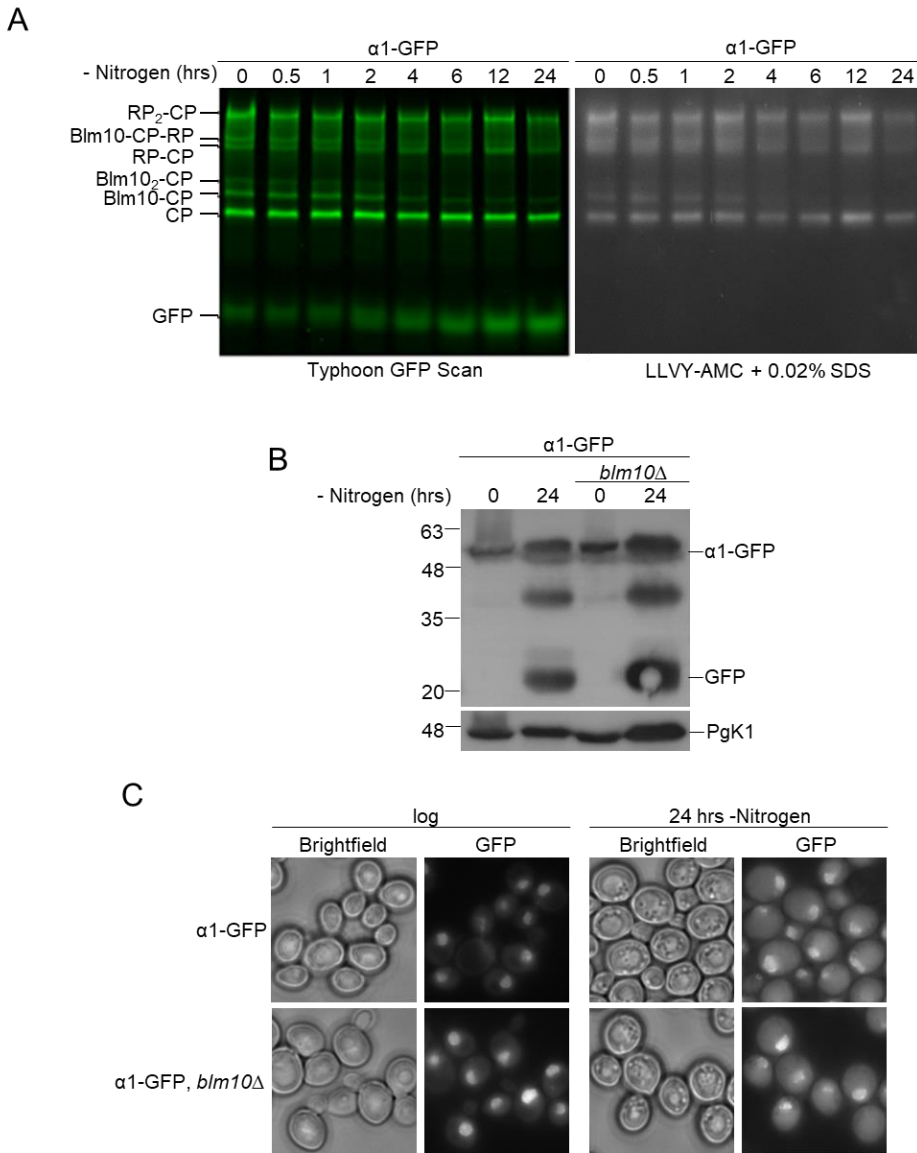 A
α1-GFP
α1-GFP
- Nitrogen (hrs) 0 0.5 1 2 4 6 12 24
0 0.5 1 2 4 6 12 24
RP2-CP
Blm10-CP-RP
RP-CP
Blm102-CP
Blm10-CP
CP
GFP
Typhoon GFP Scan
LLVY-AMC + 0.02% SDS
B
α1-GFP
blm10Δ
- Nitrogen (hrs) 0 24 0 24
63
α1-GFP
48
35
GFP
20
48
PgK1
C
log
24 hrs -Nitrogen
Brightfield GFP
Brightfield GFP
α1-GFP
α1-GFP, blm10Δ